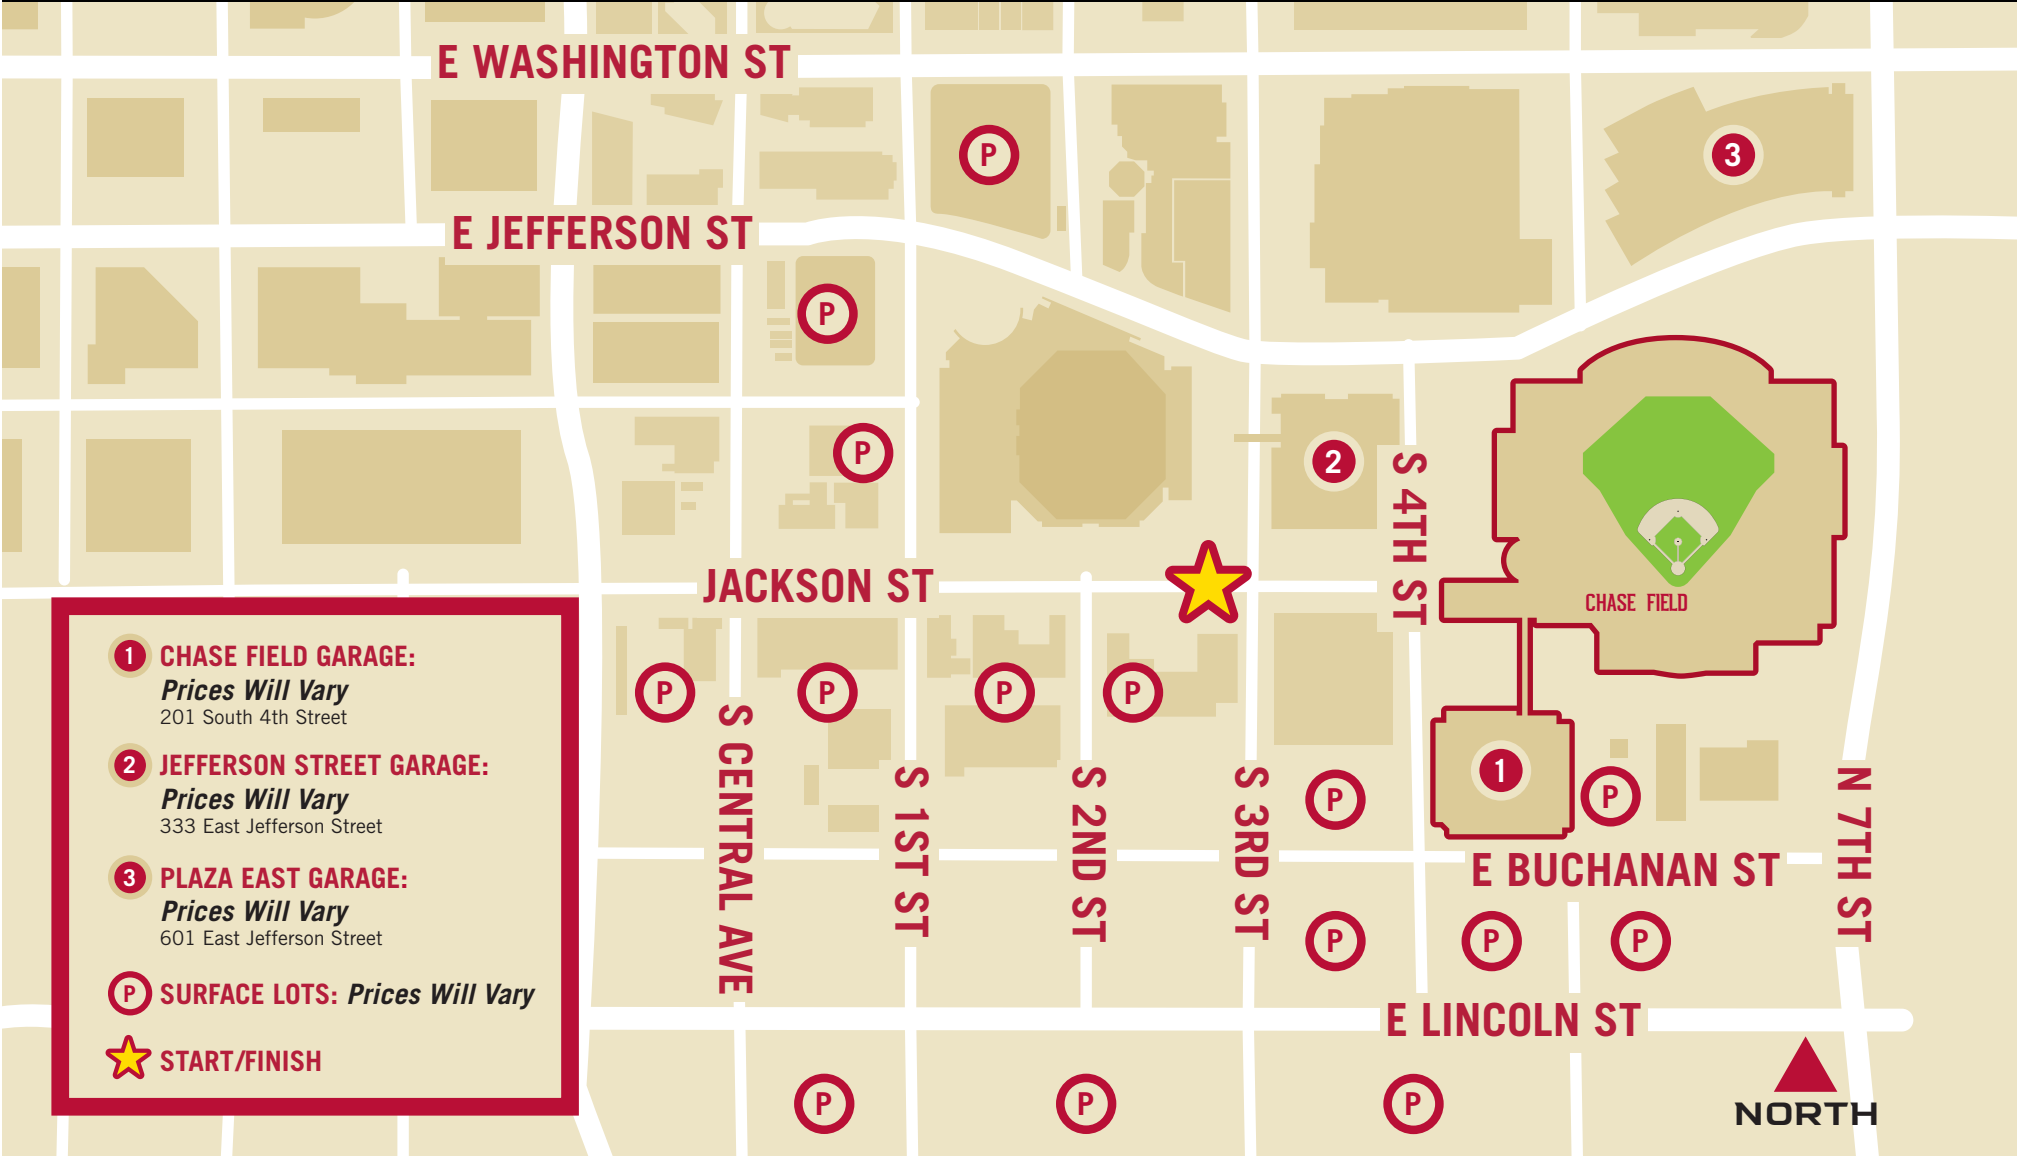 E WASHINGTON ST
P
3
E JEFFERSON ST
P
P
2
S 4TH ST
JACKSON ST
CHASE FIELD
P
P
P
P
S CENTRAL AVE
S 1ST ST
S 2ND ST
S 3RD ST
P
1
P
N 7TH ST
E BUCHANAN ST
P
P
P
E LINCOLN ST
P
P
P
NORTH
1 CHASE FIELD GARAGE:
Prices Will Vary
201 South 4th Street
2 JEFFERSON STREET GARAGE:
Prices Will Vary
333 East Jefferson Street
3 PLAZA EAST GARAGE:
Prices Will Vary
601 East Jefferson Street
P SURFACE LOTS: Prices Will Vary
START/FINISH